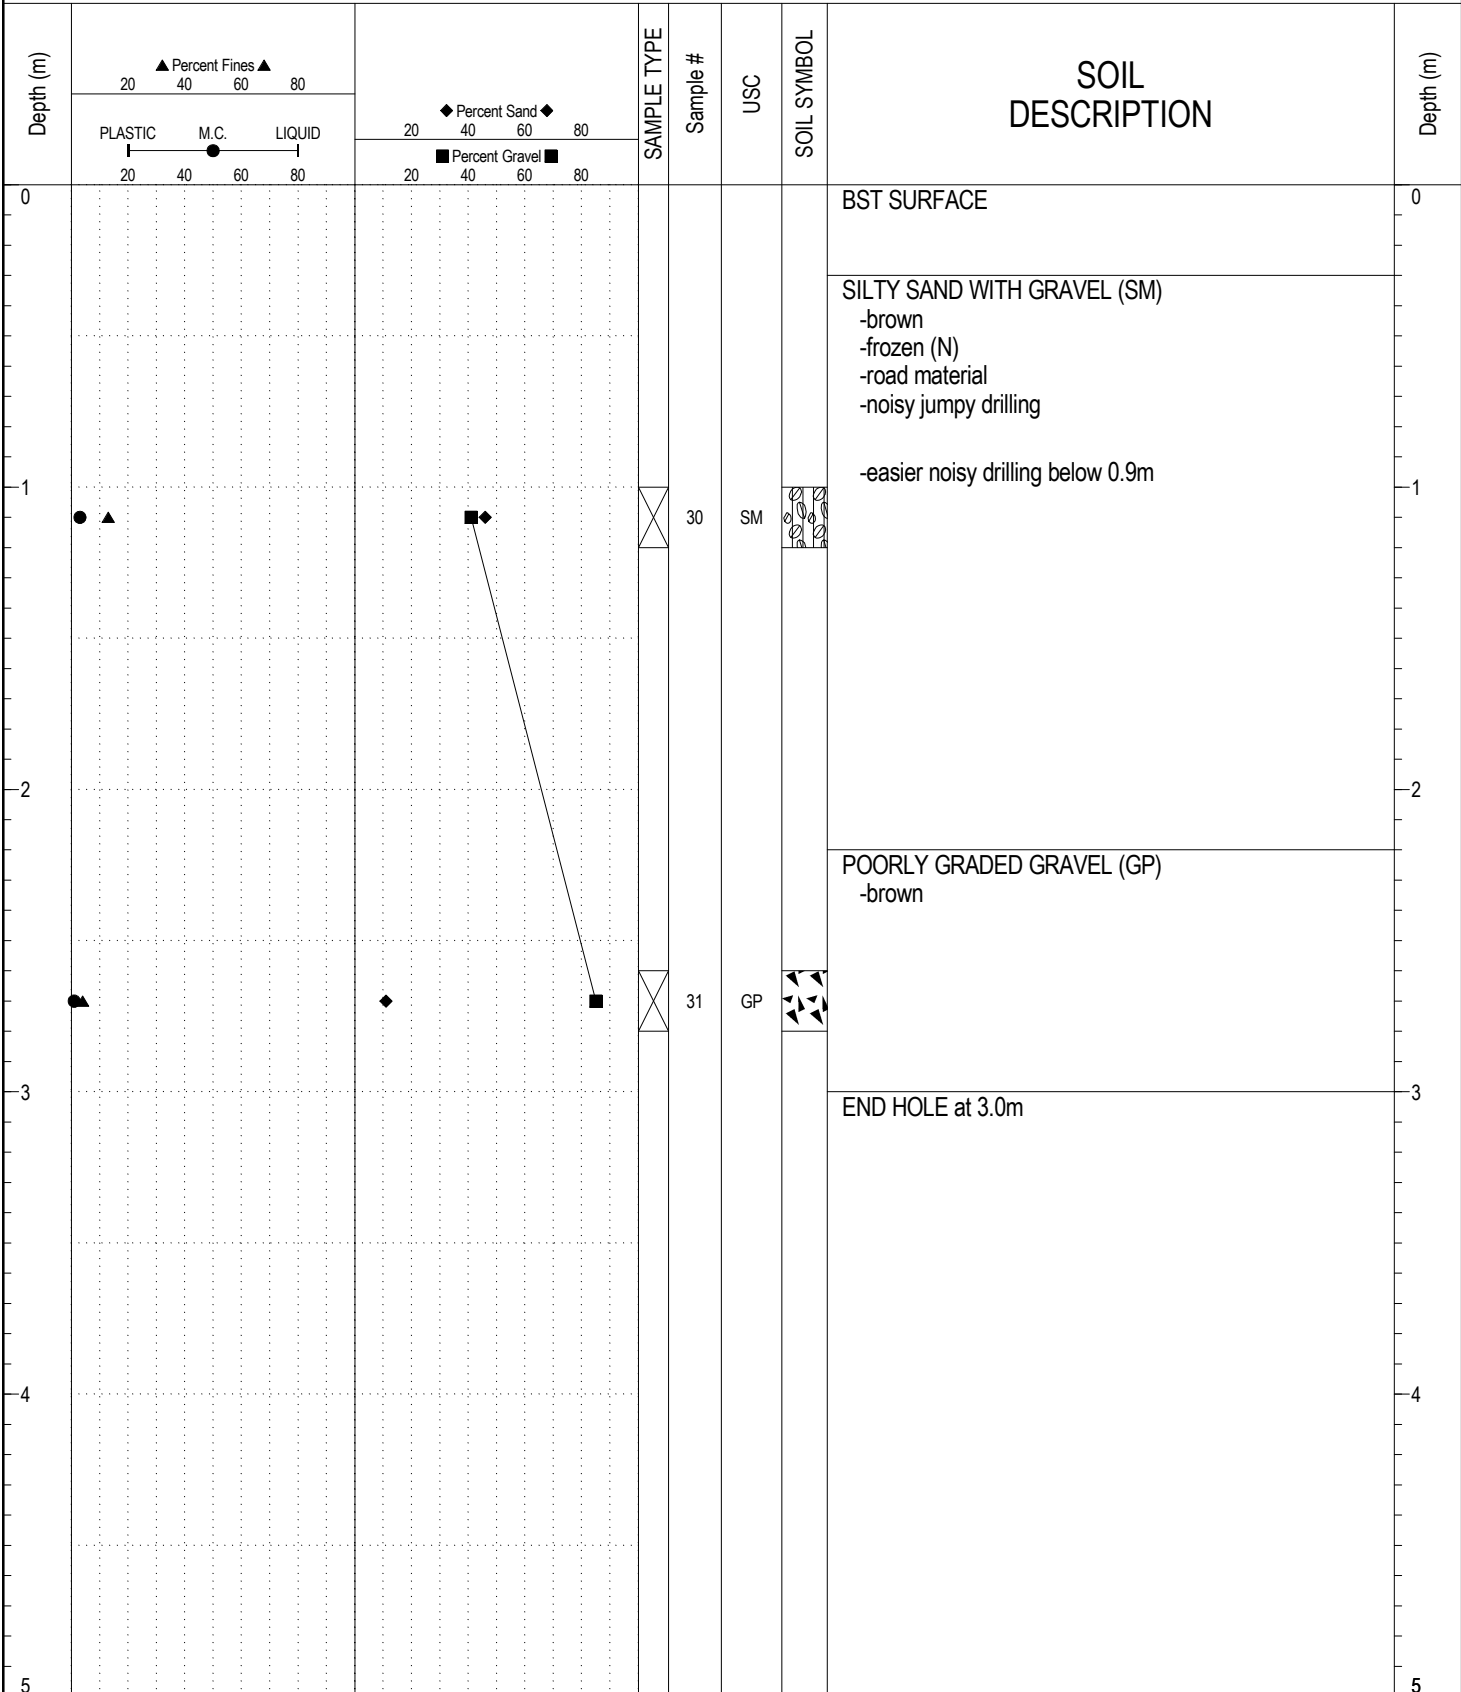 Depth (m)
▲ Percent Fines ▲
20 40 60 80
PLASTIC M.C. LIQUID
20 40 60 80
◆ Percent Sand ◆
20 40 60 80
■ Percent Gravel ■
20 40 60 80
SAMPLE TYPE
Sample #
USC
SOIL SYMBOL
SOIL
DESCRIPTION
Depth (m)
0 BST SURFACE 0
SILTY SAND WITH GRAVEL (SM)
-brown
-frozen (N)
-road material
-noisy jumpy drilling
-easier noisy drilling below 0.9m
1 1
30 SM
2 2
POORLY GRADED GRAVEL (GP)
-brown
31 GP
3 3
END HOLE at 3.0m
4 4
5 5